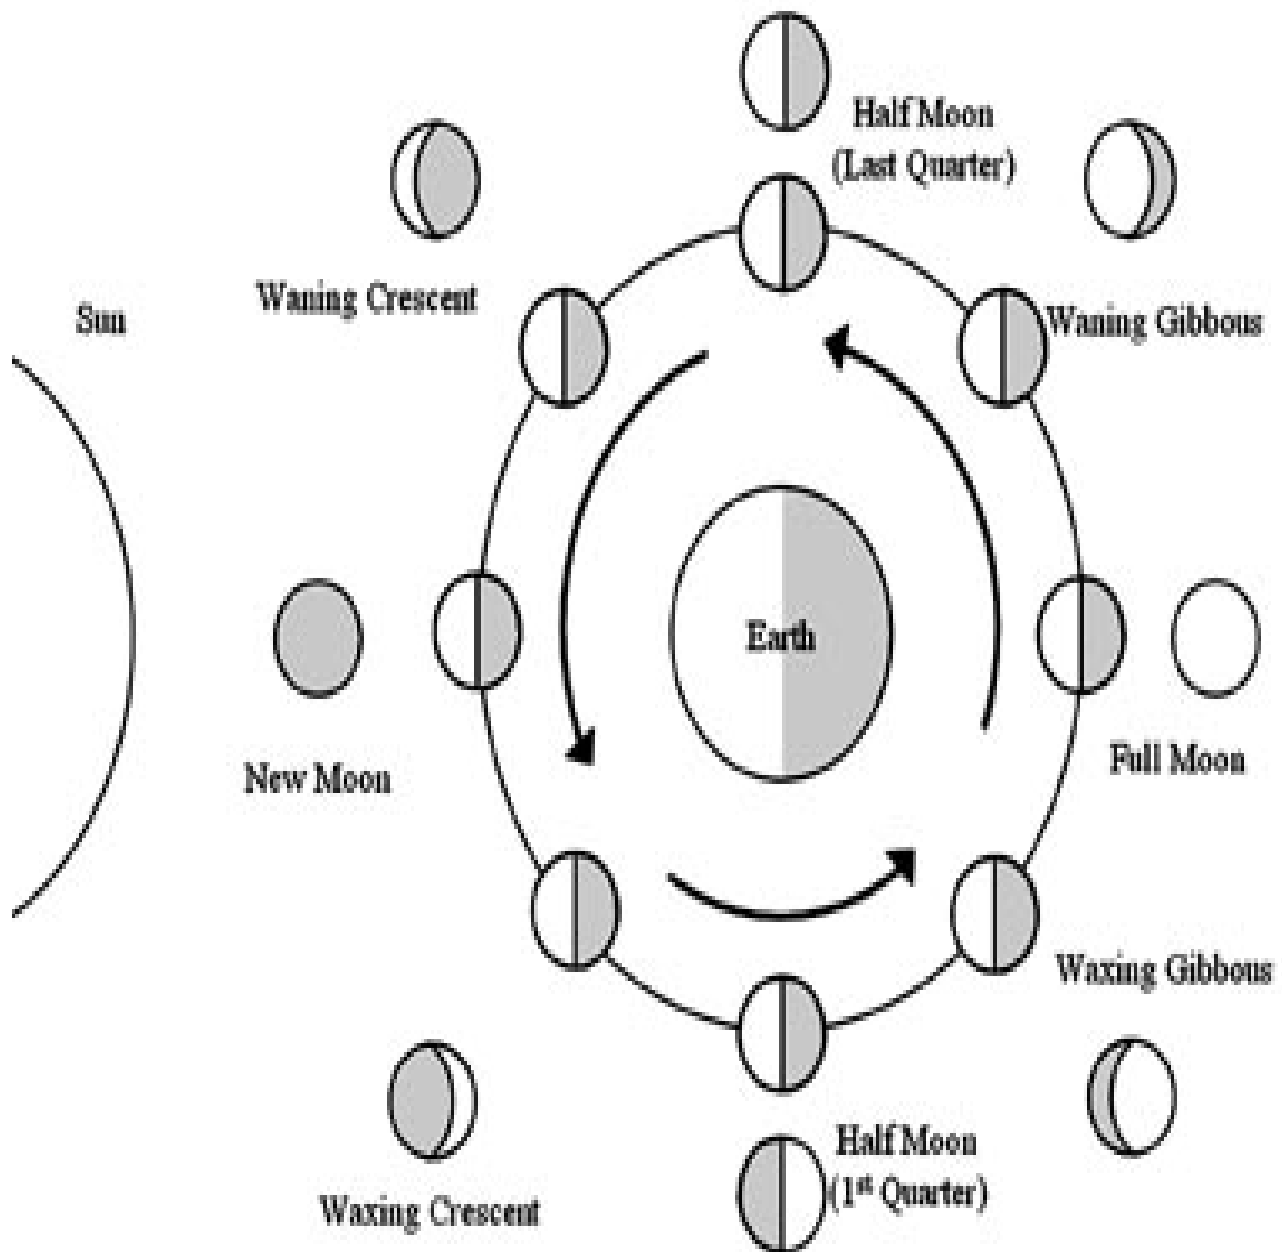 Half Moon
(Last Quarter)
Waning Crescent
Sun
Waning Gibbous
Earth
New Moon
Full Moon
Waxing Gibbous
Half Moon
(1st Quarter)
Waxing Crescent